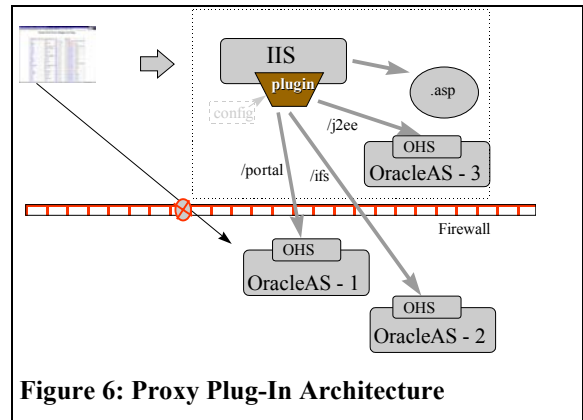 IIS
plugin
config
.asp
/j2ee
OHS
OracleAS - 3
/portal
/ifs
Firewall
OHS
OracleAS - 1
OHS
OracleAS - 2
Figure 6: Proxy Plug-In Architecture